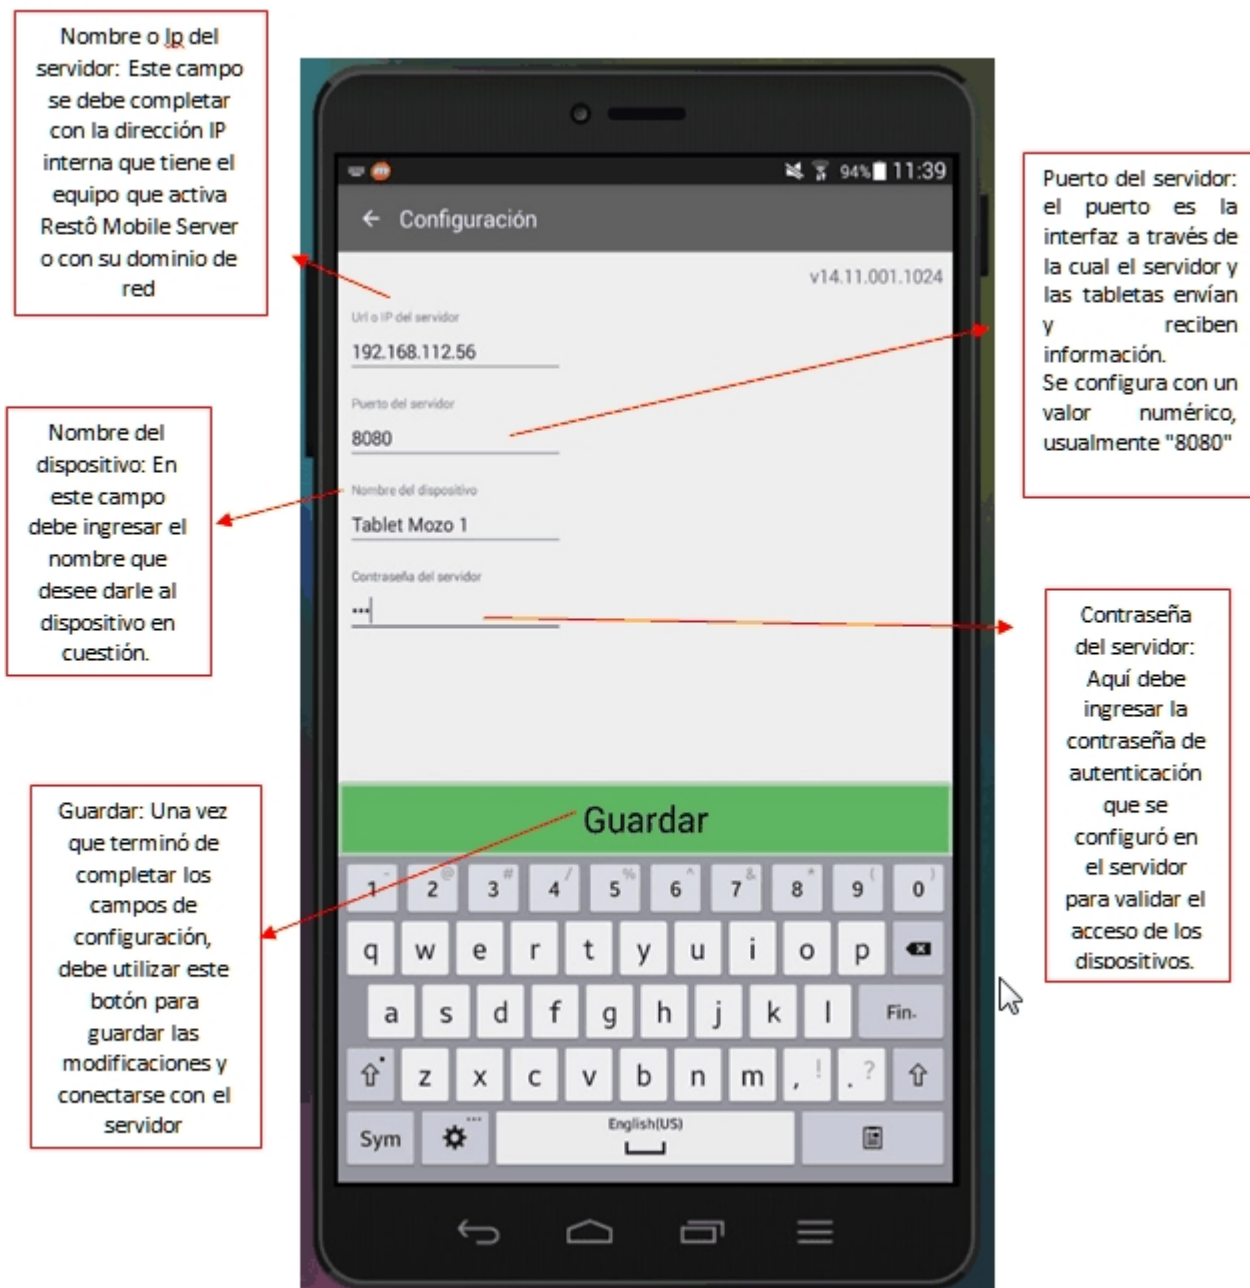 Nombre o Ip del
servidor: Este campo
se debe completar
con la dirección IP
interna que tiene el
equipo que activa
Restô Mobile Server
o con su dominio de
red
Nombre del
dispositivo: En
este campo
debe ingresar el
nombre que
desee darle al
dispositivo en
cuestión.
Guardar: Una vez
que terminó de
completar los
campos de
configuración,
debe utilizar este
botón para
guardar las
modificaciones y
conectarse con el
servidor
94% 11:39
Configuración
v14.11.001.1024
Url o IP del servidor
192.168.112.56
Puerto del servidor
8080
Nombre del dispositivo
Tablet Mozo 1
Contraseña del servidor
•••
Guardar
1 - 2 @ 3 # 4 / 5 % 6 ^ 7 & 8 * 9 ( 0 )
q w e r t y u i o p
a s d f g h j k l Fin.
z x c v b n m , ! . ?
Sym English(US)
Puerto del servidor:
el puerto es la
interfaz a través de
la cual el servidor y
las tabletas envían
y reciben
información.
Se configura con un
valor numérico,
usualmente "8080"
Contraseña
del servidor:
Aquí debe
ingresar la
contraseña de
autenticación
que se
configuró en
el servidor
para validar el
acceso de los
dispositivos.